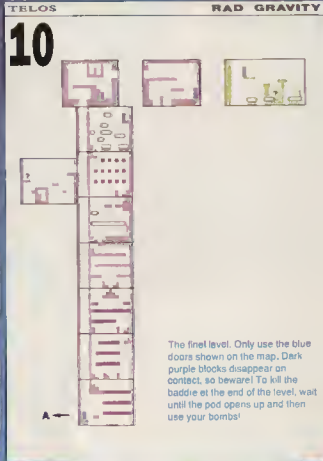 TELOS
RAD GRAVITY
10
A
The finel level. Only use the blue
doors shown on the map. Dark
purple blocks disappear on
contact, so beware! To kill the
baddie et the end of the level, wait
until the pod opens up and then
use your bombs!